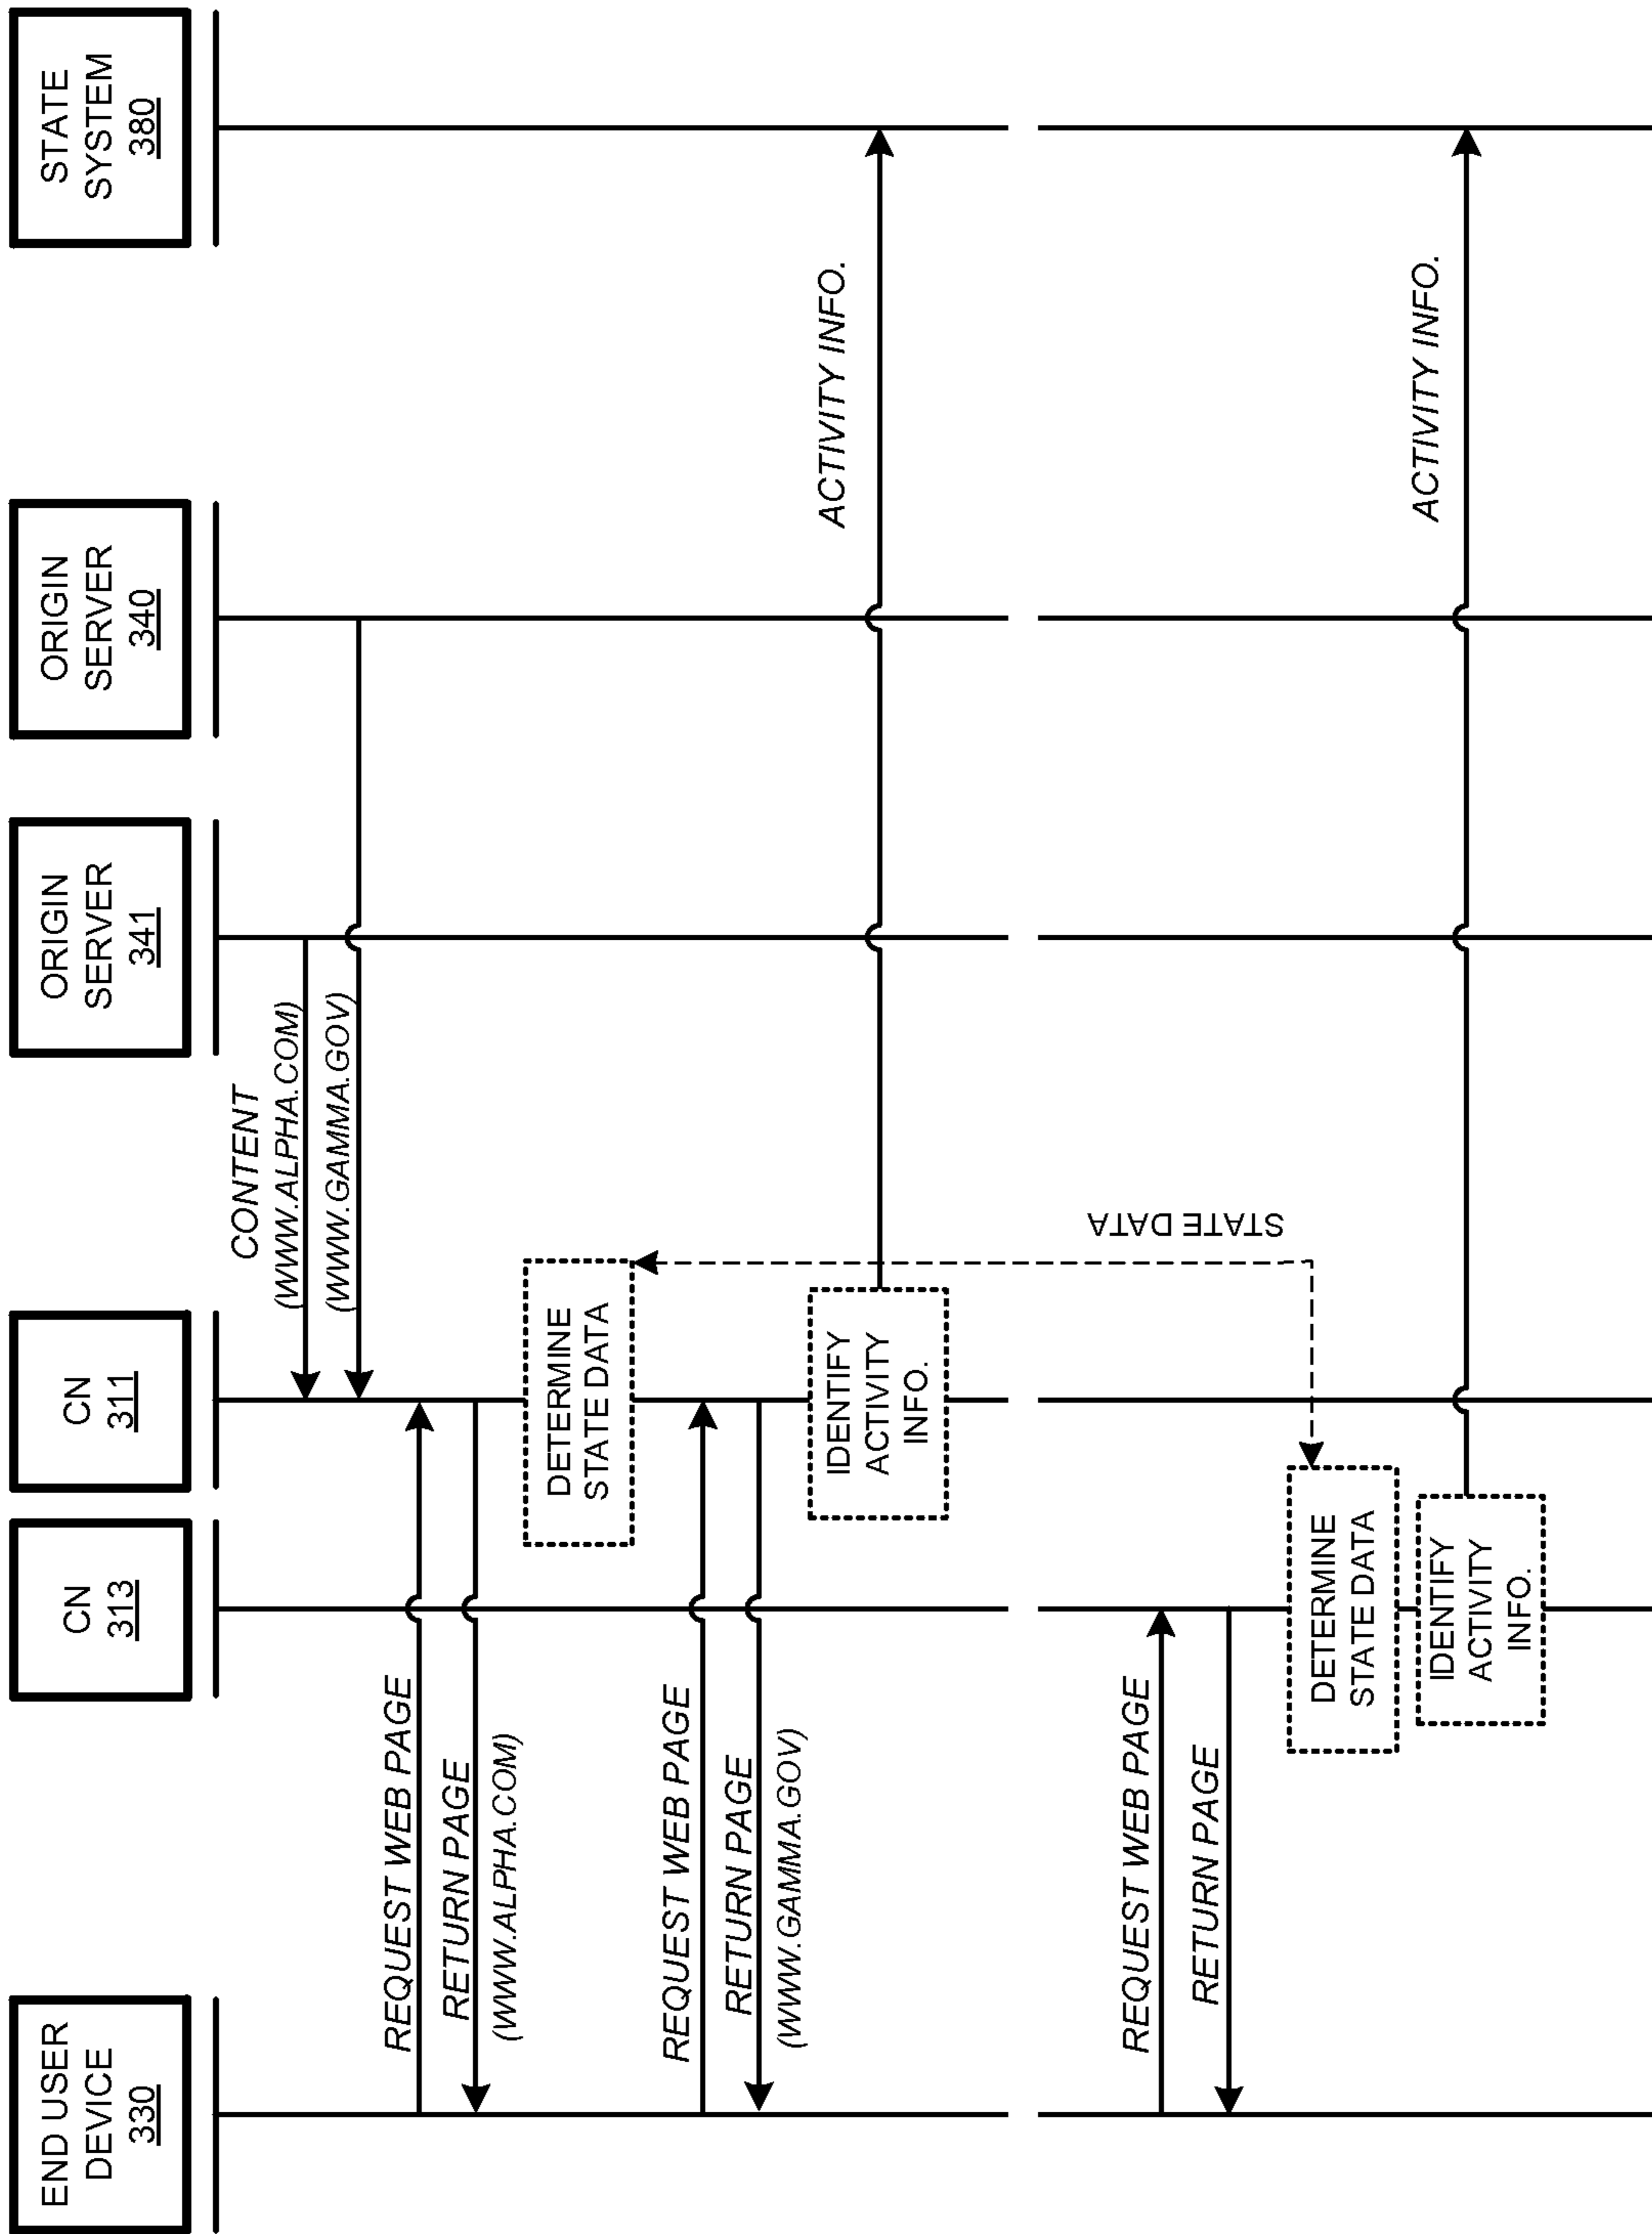 END USER
DEVICE
330
CN
313
CN
311
ORIGIN
SERVER
341
ORIGIN
SERVER
340
STATE
SYSTEM
380
CONTENT
(WWW.ALPHA.COM)
(WWW.GAMMA.GOV)
REQUEST WEB PAGE
RETURN PAGE
(WWW.ALPHA.COM)
DETERMINE
STATE DATA
REQUEST WEB PAGE
RETURN PAGE
(WWW.GAMMA.GOV)
IDENTIFY
ACTIVITY
INFO.
ACTIVITY INFO.
STATE DATA
REQUEST WEB PAGE
RETURN PAGE
DETERMINE
STATE DATA
IDENTIFY
ACTIVITY
INFO.
ACTIVITY INFO.